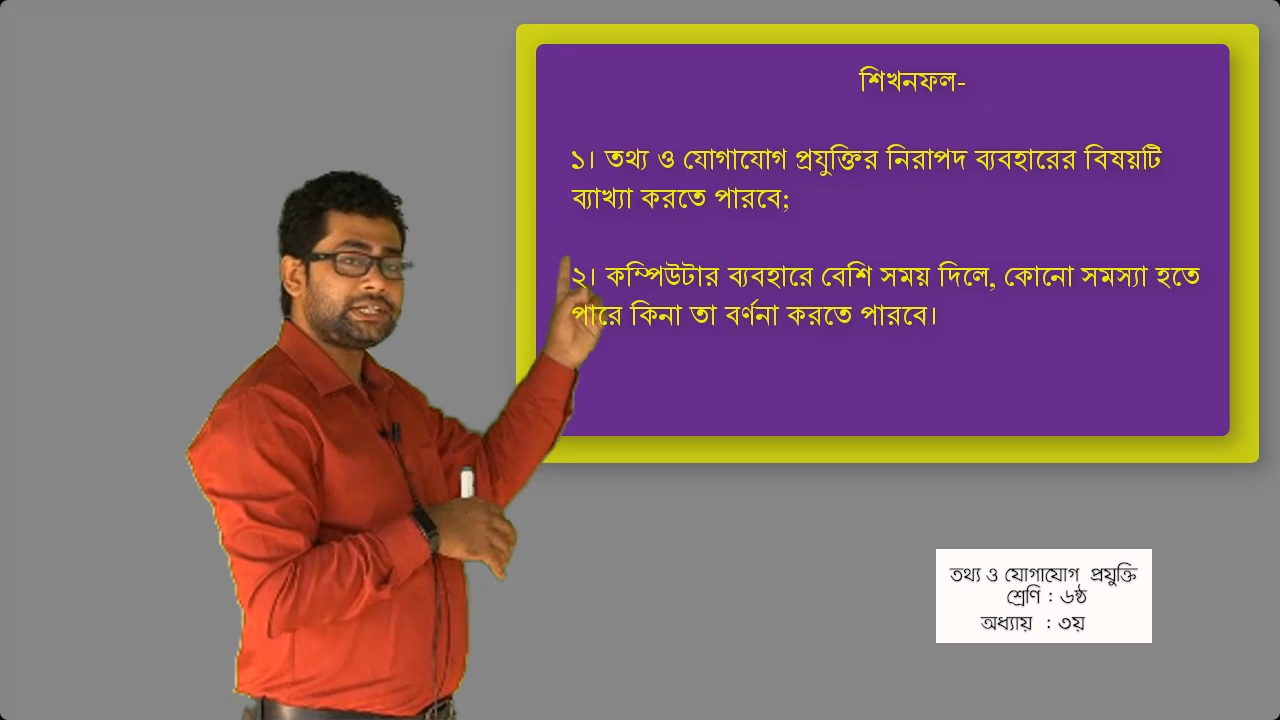 শিখনফল-
১। তথ্য ও যোগাযোগ প্রযুক্তির নিরাপদ ব্যবহারের বিষয়টি
ব্যাখ্যা করতে পারবে;
২। কম্পিউটার ব্যবহারে বেশি সময় দিলে, কোনো সমস্যা হতে
পারে কিনা তা বর্ণনা করতে পারবে।
তথ্য ও যোগাযোগ প্রযুক্তি
শ্রেণি : ৬ষ্ঠ
অধ্যায় : ৩য়